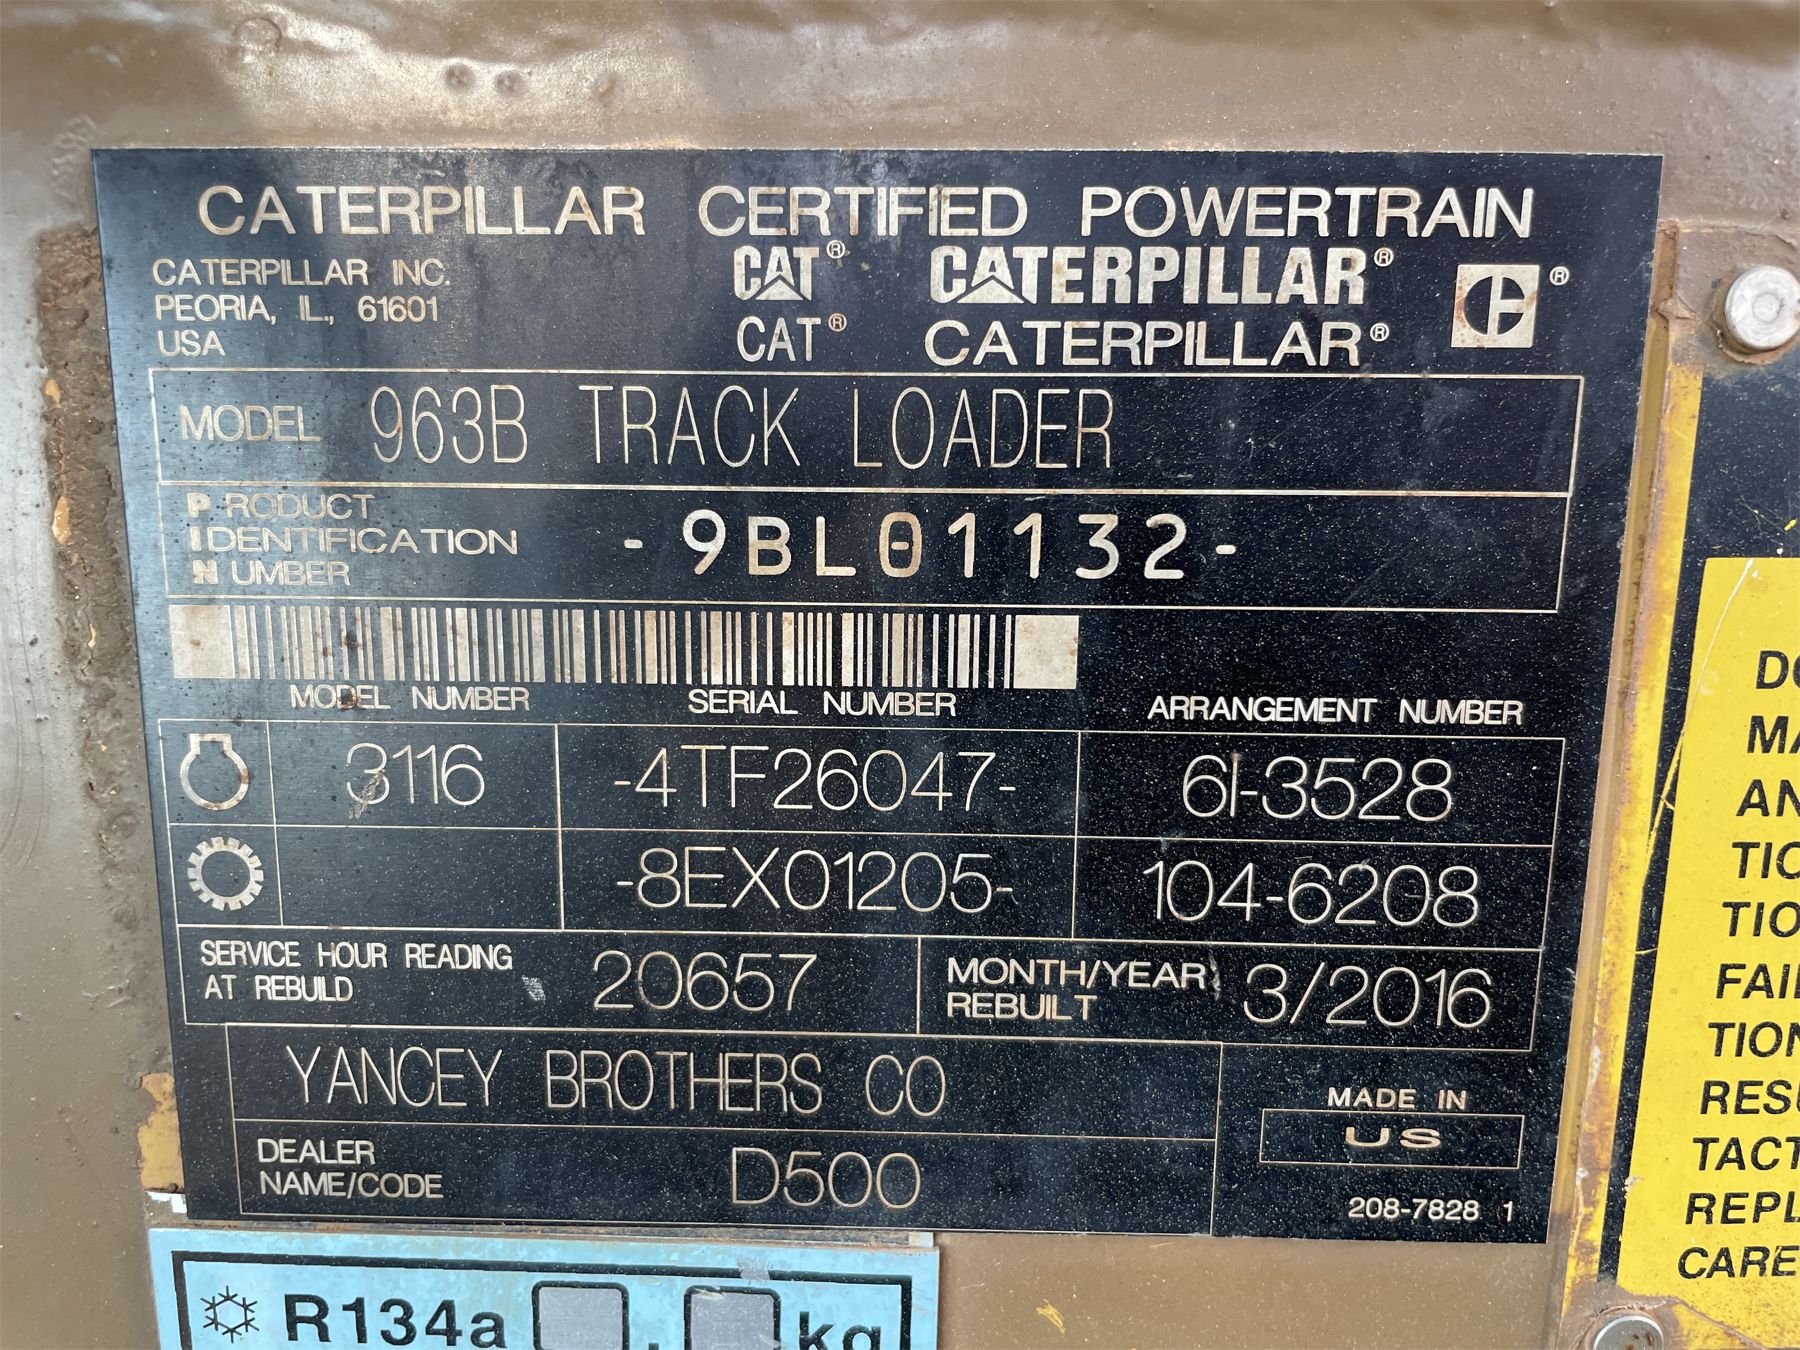 CATERPILLAR CERTIFIED POWERTRAIN
CATERPILLAR INC.
PEORIA, IL., 61601
USA
CAT® CATERPILLAR® C®
CAT® CATERPILLAR®
MODEL 963B TRACK LOADER
PRODUCT
IDENTIFICATION
NUMBER
-9BL01132-
MODEL NUMBER SERIAL NUMBER ARRANGEMENT NUMBER
3116 -4TF26047- 6I-3528
-8EX01205- 104-6208
SERVICE HOUR READING
AT REBUILD
20657
MONTH/YEAR
REBUILT
3/2016
YANCEY BROTHERS CO
DEALER
NAME/CODE
D500
MADE IN
US
208-7828 1
R134a . kg
FAIL
CARE